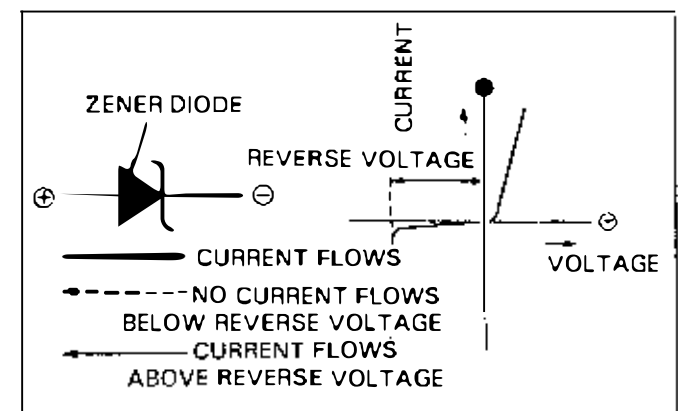 ZENER DIODE
CURRENT
REVERSE VOLTAGE
CURRENT FLOWS
VOLTAGE
NO CURRENT FLOWS
BELOW REVERSE VOLTAGE
CURRENT FLOWS
ABOVE REVERSE VOLTAGE